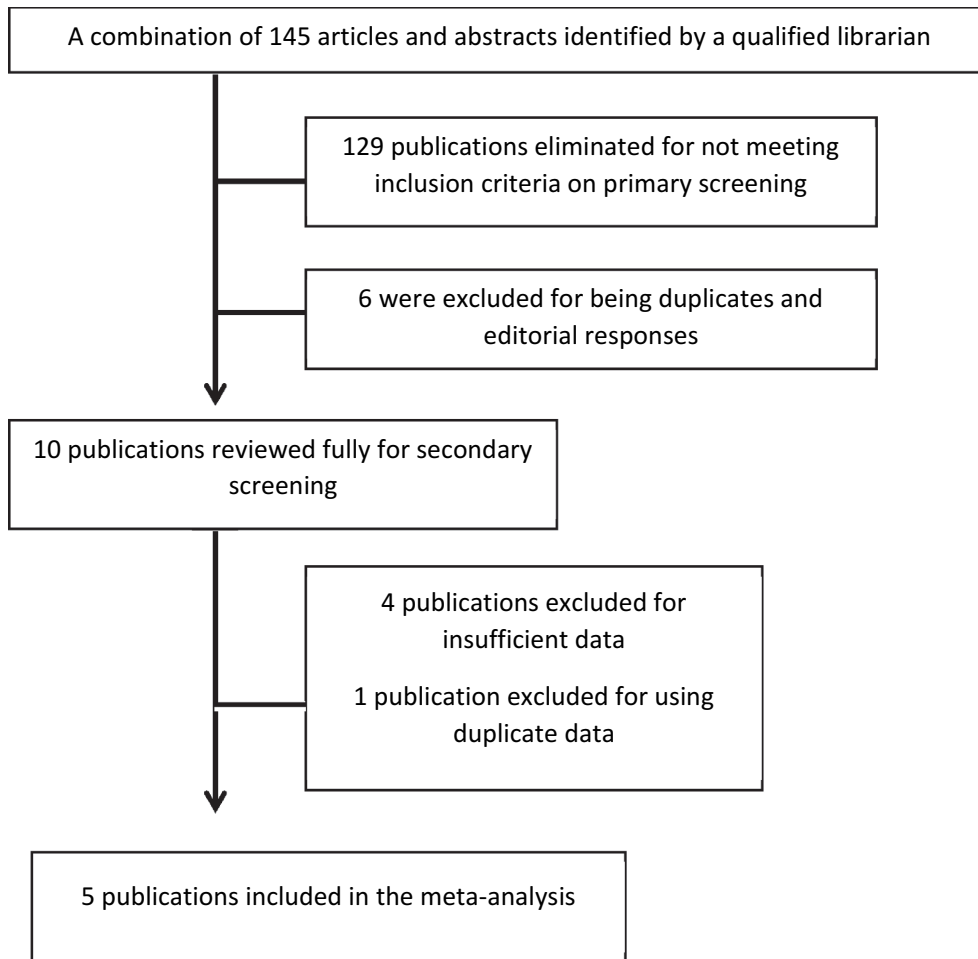 A combination of 145 articles and abstracts identified by a qualified librarian
129 publications eliminated for not meeting
inclusion criteria on primary screening
6 were excluded for being duplicates and
editorial responses
10 publications reviewed fully for secondary
screening
4 publications excluded for
insufficient data
1 publication excluded for using
duplicate data
5 publications included in the meta-analysis